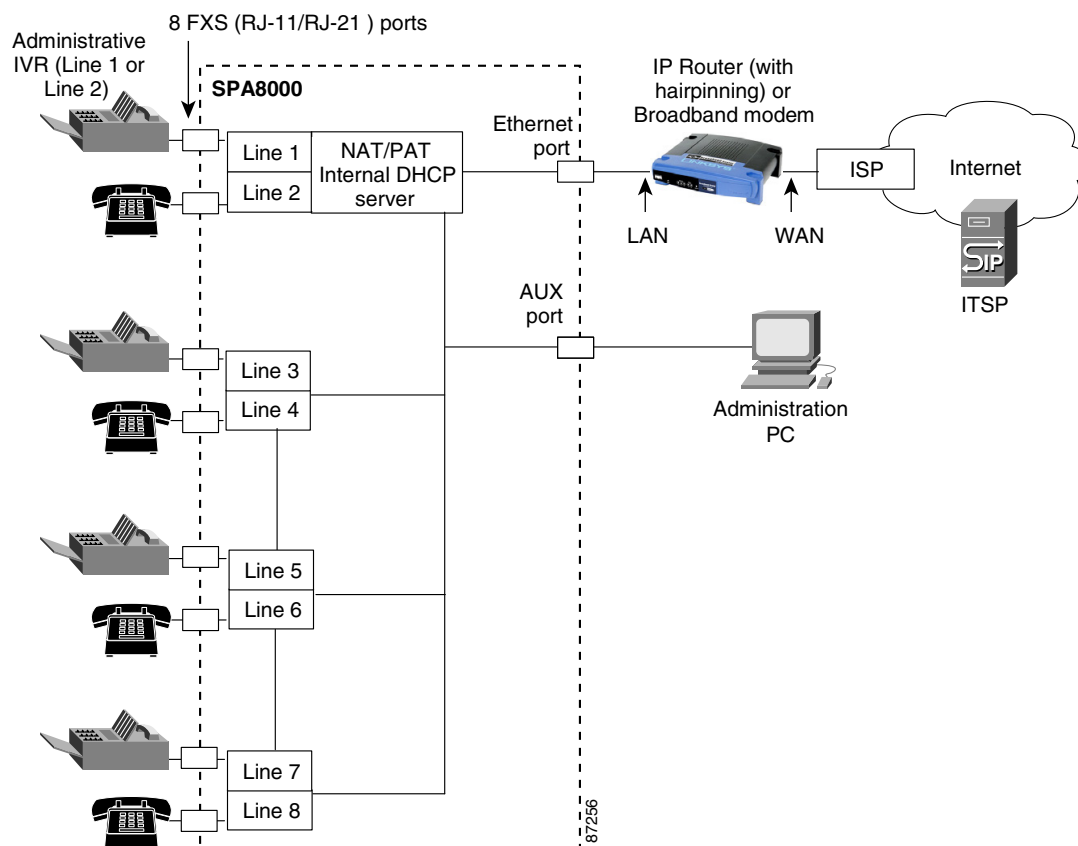 8 FXS (RJ-11/RJ-21 ) ports
Administrative
IVR (Line 1 or
Line 2)
SPA8000
Line 1
Line 2
NAT/PAT
Internal DHCP
server
Ethernet
port
IP Router (with
hairpinning) or
Broadband modem
LAN
WAN
ISP
Internet
SIP
ITSP
AUX
port
Administration
PC
Line 3
Line 4
Line 5
Line 6
Line 7
Line 8
87256